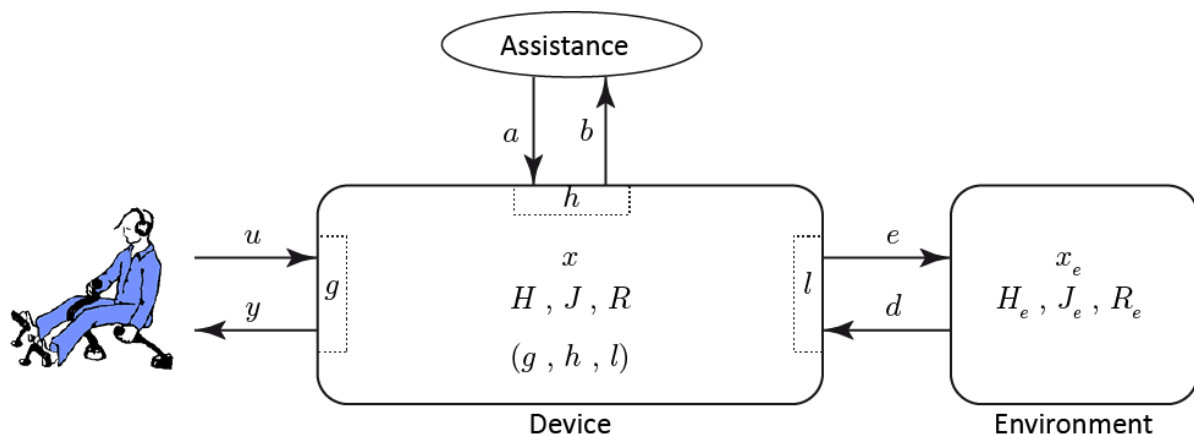 Assistance
a
b
h
u
y
g
x
H , J , R
(g , h , l)
l
e
d
x_e
H_e , J_e , R_e
Device
Environment